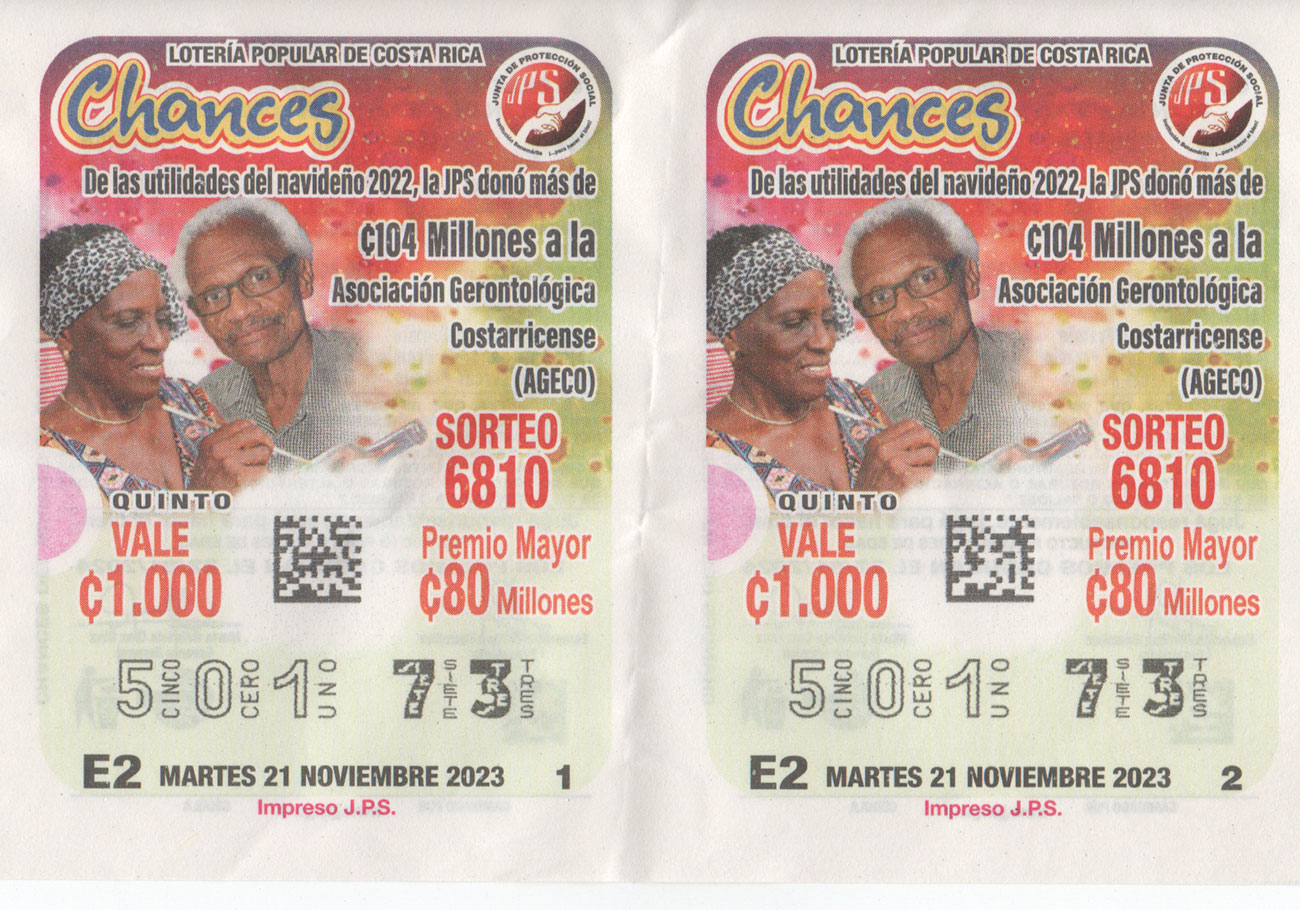 LOTERÍA POPULAR DE COSTA RICA
Chances
JUNTA DE PROTECCIÓN SOCIAL
JPS
De las utilidades del navideño 2022, la JPS donó más de
₡104 Millones a la
Asociación Gerontológica
Costarricense
(AGECO)
SORTEO
6810
QUINTO
VALE
₡1.000
Premio Mayor
₡80 Millones
5 CINCO 0 CERO 1 UNO 7 SIETE 3 TRES
E2 MARTES 21 NOVIEMBRE 2023 1
Impreso J.P.S.
LOTERÍA POPULAR DE COSTA RICA
Chances
JUNTA DE PROTECCIÓN SOCIAL
JPS
De las utilidades del navideño 2022, la JPS donó más de
₡104 Millones a la
Asociación Gerontológica
Costarricense
(AGECO)
SORTEO
6810
QUINTO
VALE
₡1.000
Premio Mayor
₡80 Millones
5 CINCO 0 CERO 1 UNO 7 SIETE 3 TRES
E2 MARTES 21 NOVIEMBRE 2023 2
Impreso J.P.S.